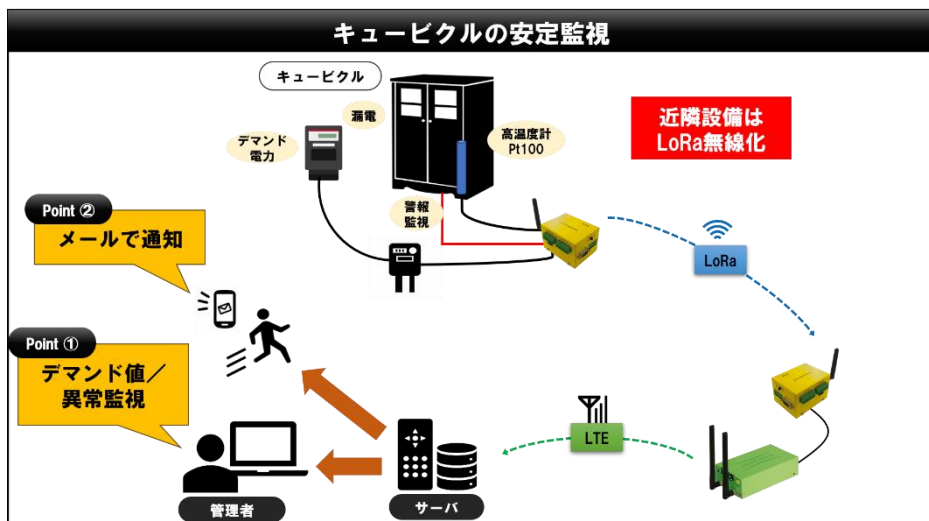 キュービクルの安定監視
キュービクル
漏電
デマンド
電力
高温度計
Pt100
近隣設備は
LoRa無線化
警報
監視
Point ②
メールで通知
LoRa
Point ①
デマンド値／
異常監視
LTE
管理者
サーバ